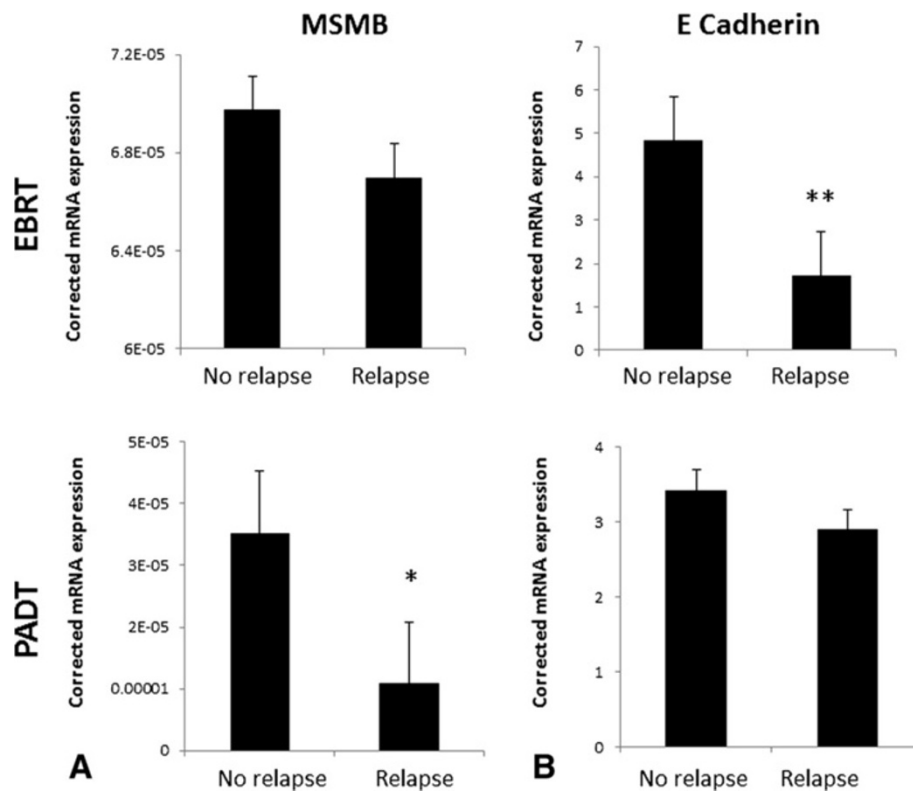 MSMB
E Cadherin
EBRT
Corrected mRNA expression
7.2E-05
6.8E-05
6.4E-05
6E-05
No relapse
Relapse
Corrected mRNA expression
7
6
5
4
3
2
1
0
**
No relapse
Relapse
PADT
Corrected mRNA expression
5E-05
4E-05
3E-05
2E-05
0.00001
0
*
No relapse
Relapse
A
Corrected mRNA expression
4
3
2
1
0
No relapse
Relapse
B